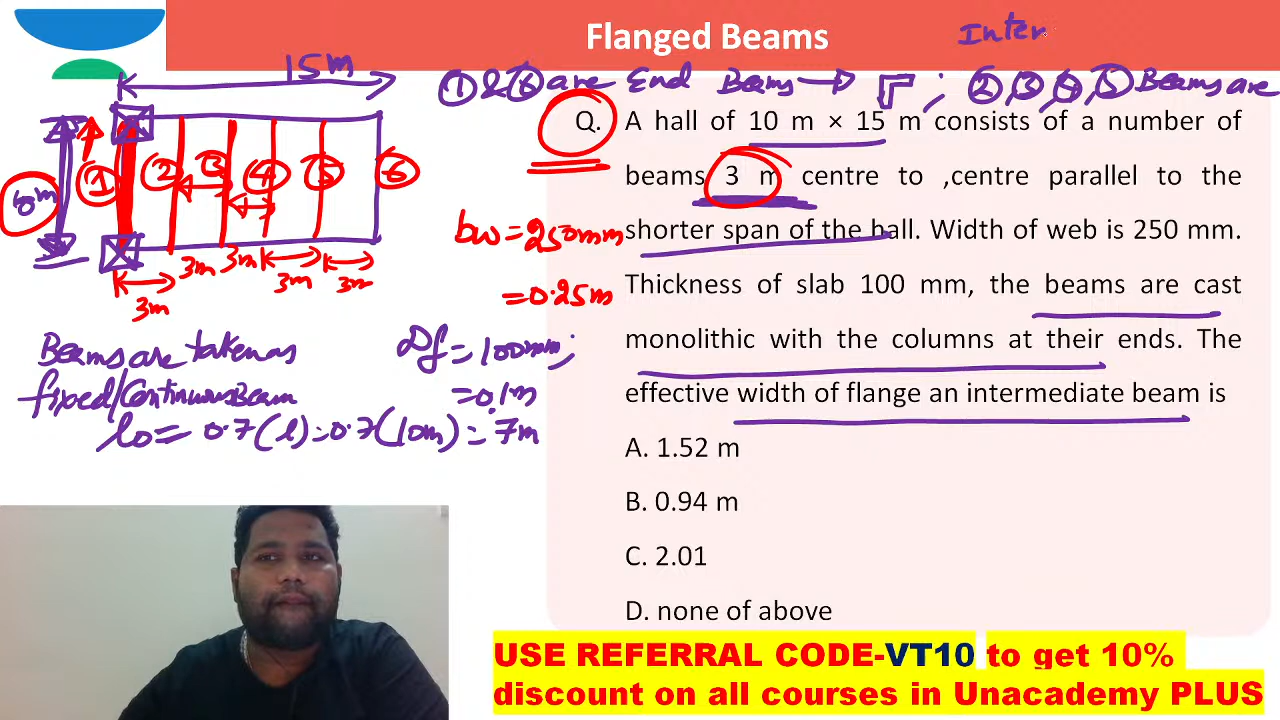 Flanged Beams
Inter
15m
① & ⑥ are End Beam → ; ②,③,④,⑤ Beams are
Q. A hall of 10 m × 15 m consists of a number of
beams 3 m centre to ,centre parallel to the
shorter span of the hall. Width of web is 250 mm.
Thickness of slab 100 mm, the beams are cast
monolithic with the columns at their ends. The
effective width of flange an intermediate beam is
A. 1.52 m
B. 0.94 m
C. 2.01
D. none of above
① ② ③ ④ ⑤ ⑥
3m 3m 3m 3m 3m
bw = 250mm
= 0.25m
Beams are taken as
fixed/Continuous Beam
lo = 0.7(l) = 0.7(10m) = 7m
Df = 100mm;
= 0.1m
USE REFERRAL CODE-VT10 to get 10%
discount on all courses in Unacademy PLUS